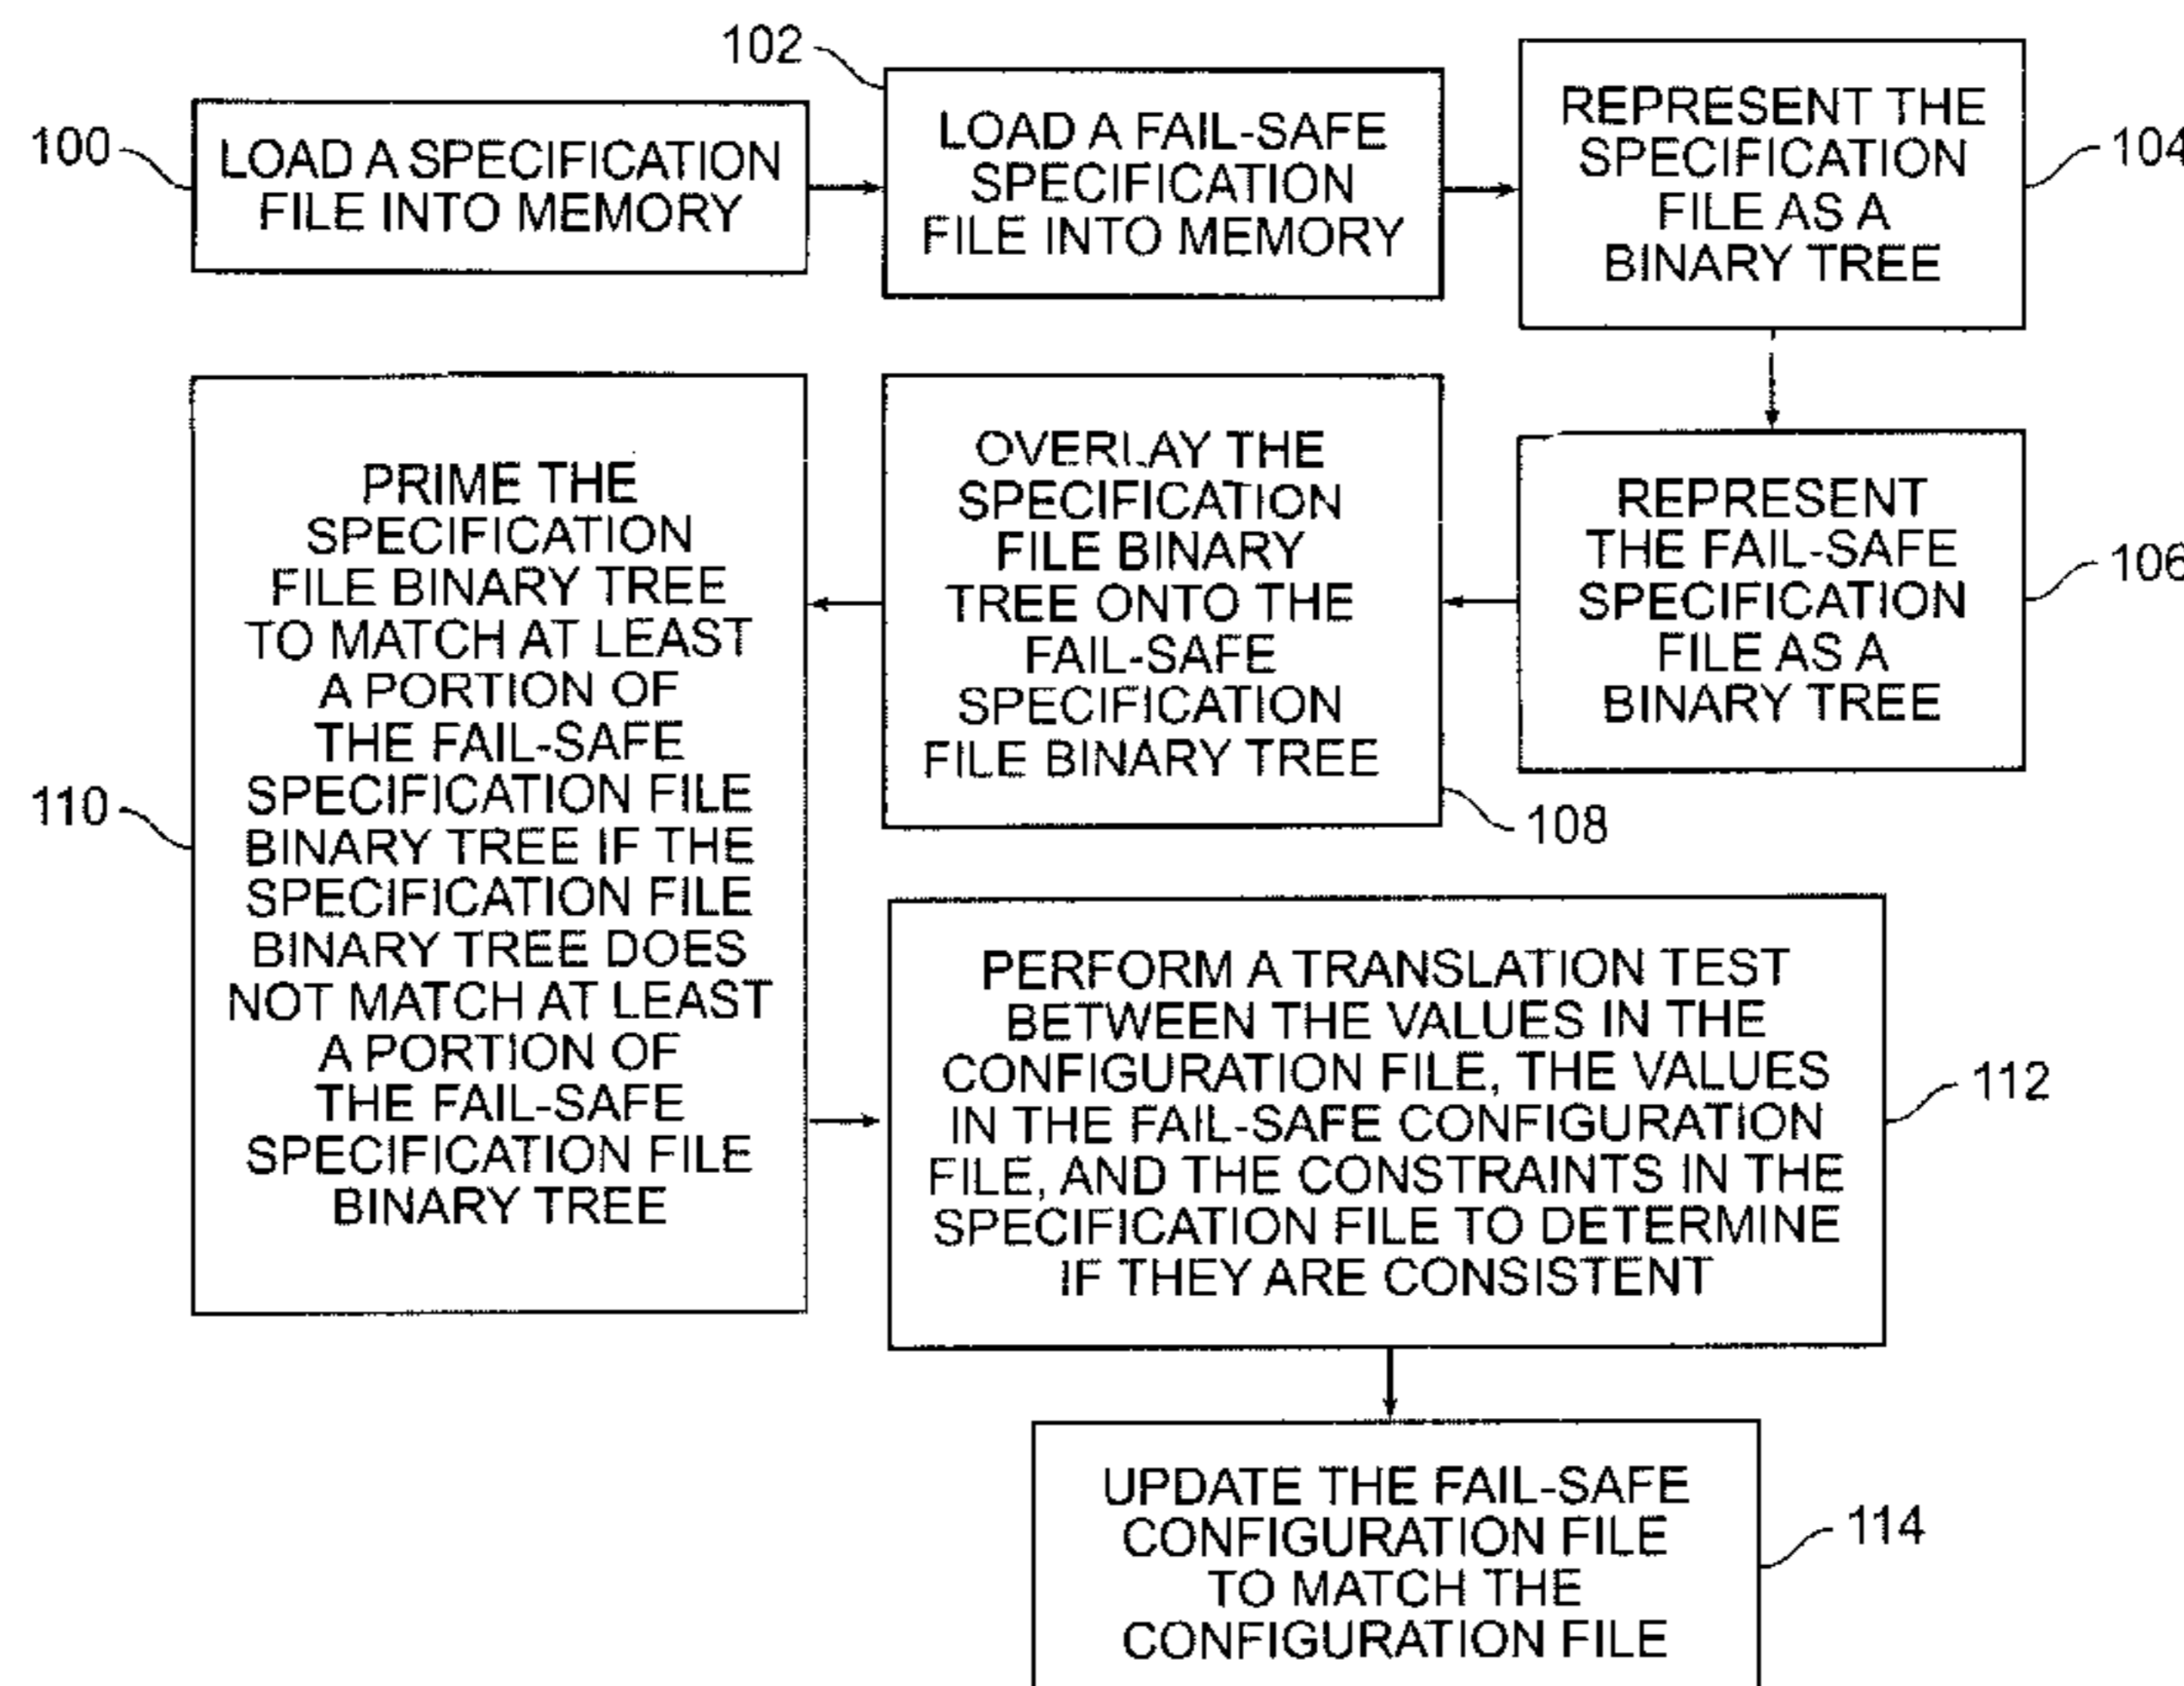 102
100
LOAD A SPECIFICATION
FILE INTO MEMORY
LOAD A FAIL-SAFE
SPECIFICATION
FILE INTO MEMORY
REPRESENT THE
SPECIFICATION
FILE AS A
BINARY TREE
104
REPRESENT
THE FAIL-SAFE
SPECIFICATION
FILE AS A
BINARY TREE
106
OVERLAY THE
SPECIFICATION
FILE BINARY
TREE ONTO THE
FAIL-SAFE
SPECIFICATION
FILE BINARY TREE
108
110
PRIME THE
SPECIFICATION
FILE BINARY TREE
TO MATCH AT LEAST
A PORTION OF
THE FAIL-SAFE
SPECIFICATION FILE
BINARY TREE IF THE
SPECIFICATION FILE
BINARY TREE DOES
NOT MATCH AT LEAST
A PORTION OF
THE FAIL-SAFE
SPECIFICATION FILE
BINARY TREE
PERFORM A TRANSLATION TEST
BETWEEN THE VALUES IN THE
CONFIGURATION FILE, THE VALUES
IN THE FAIL-SAFE CONFIGURATION
FILE, AND THE CONSTRAINTS IN THE
SPECIFICATION FILE TO DETERMINE
IF THEY ARE CONSISTENT
112
UPDATE THE FAIL-SAFE
CONFIGURATION FILE
TO MATCH THE
CONFIGURATION FILE
114